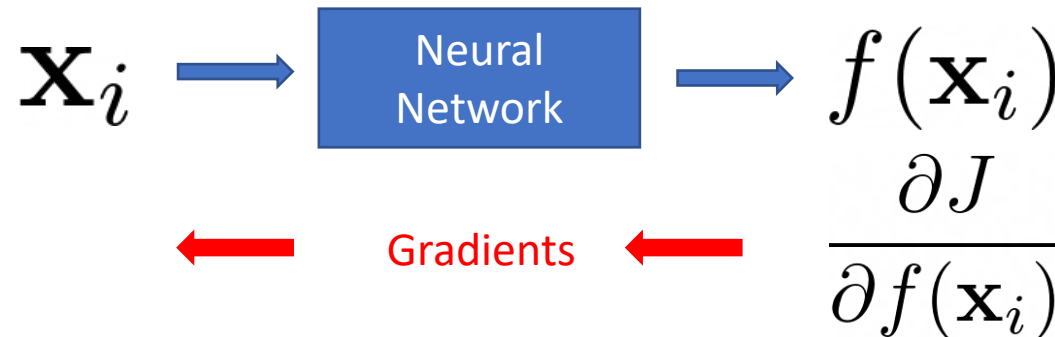 𝐱ᵢ
Neural
Network
f(𝐱ᵢ)
Gradients
∂J
∂f(𝐱ᵢ)